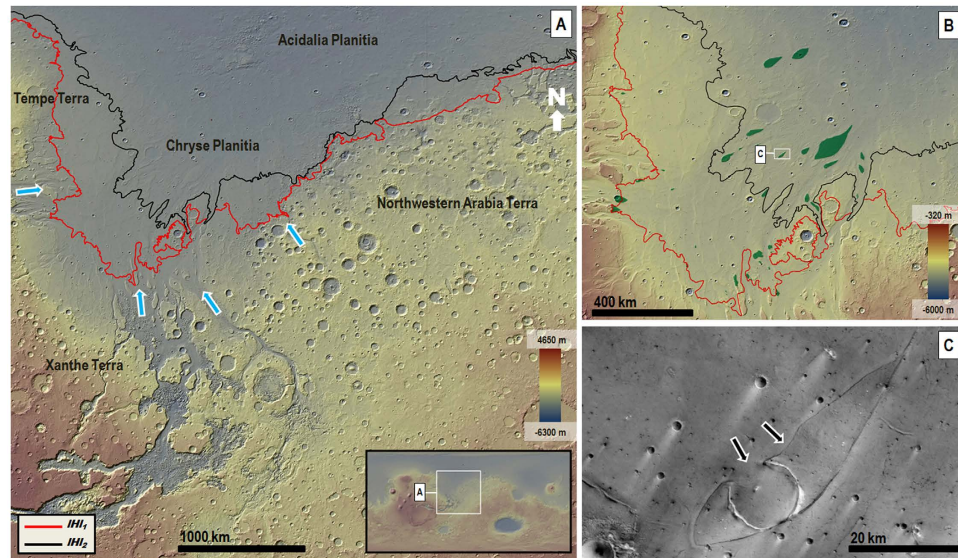 A
Acidalia Planitia
Tempe Terra
N
Chryse Planitia
Northwestern Arabia Terra
Xanthe Terra
4650 m
-6300 m
A
IHI1
IHI2
1000 km
B
C
-320 m
-6000 m
400 km
C
20 km